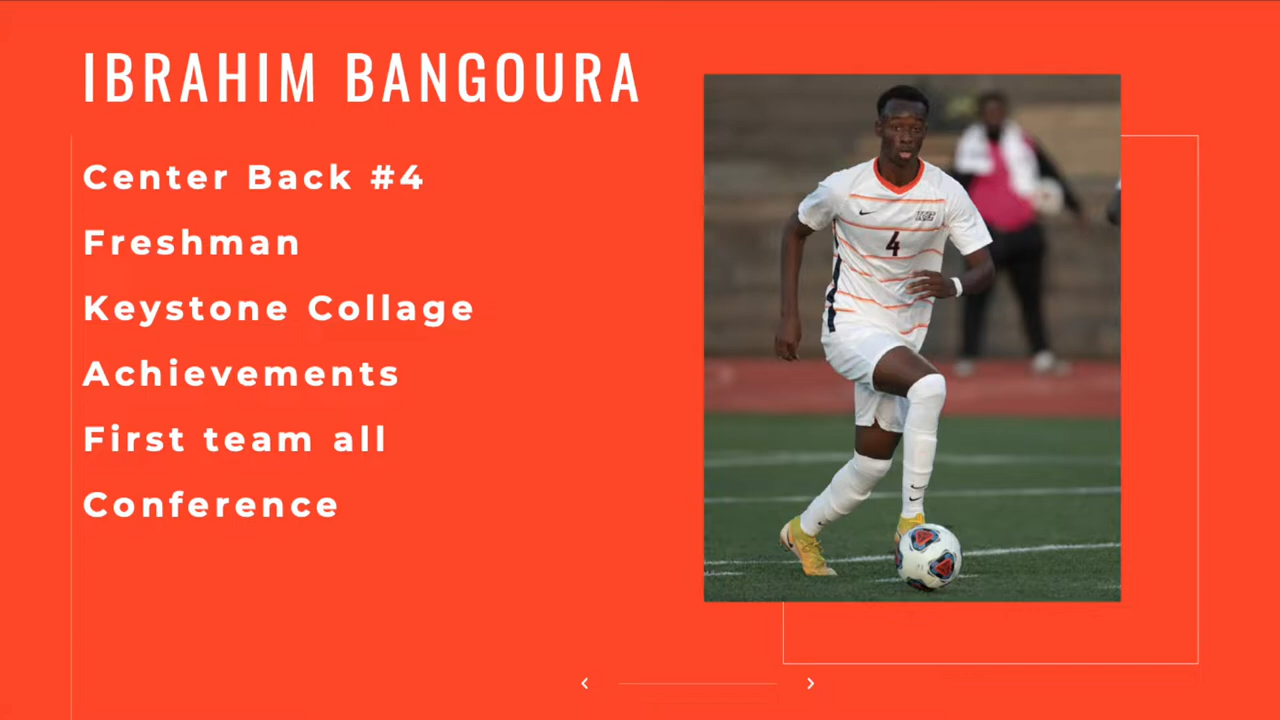 IBRAHIM BANGOURA
Center Back #4
Freshman
Keystone Collage
Achievements
First team all
Conference
4